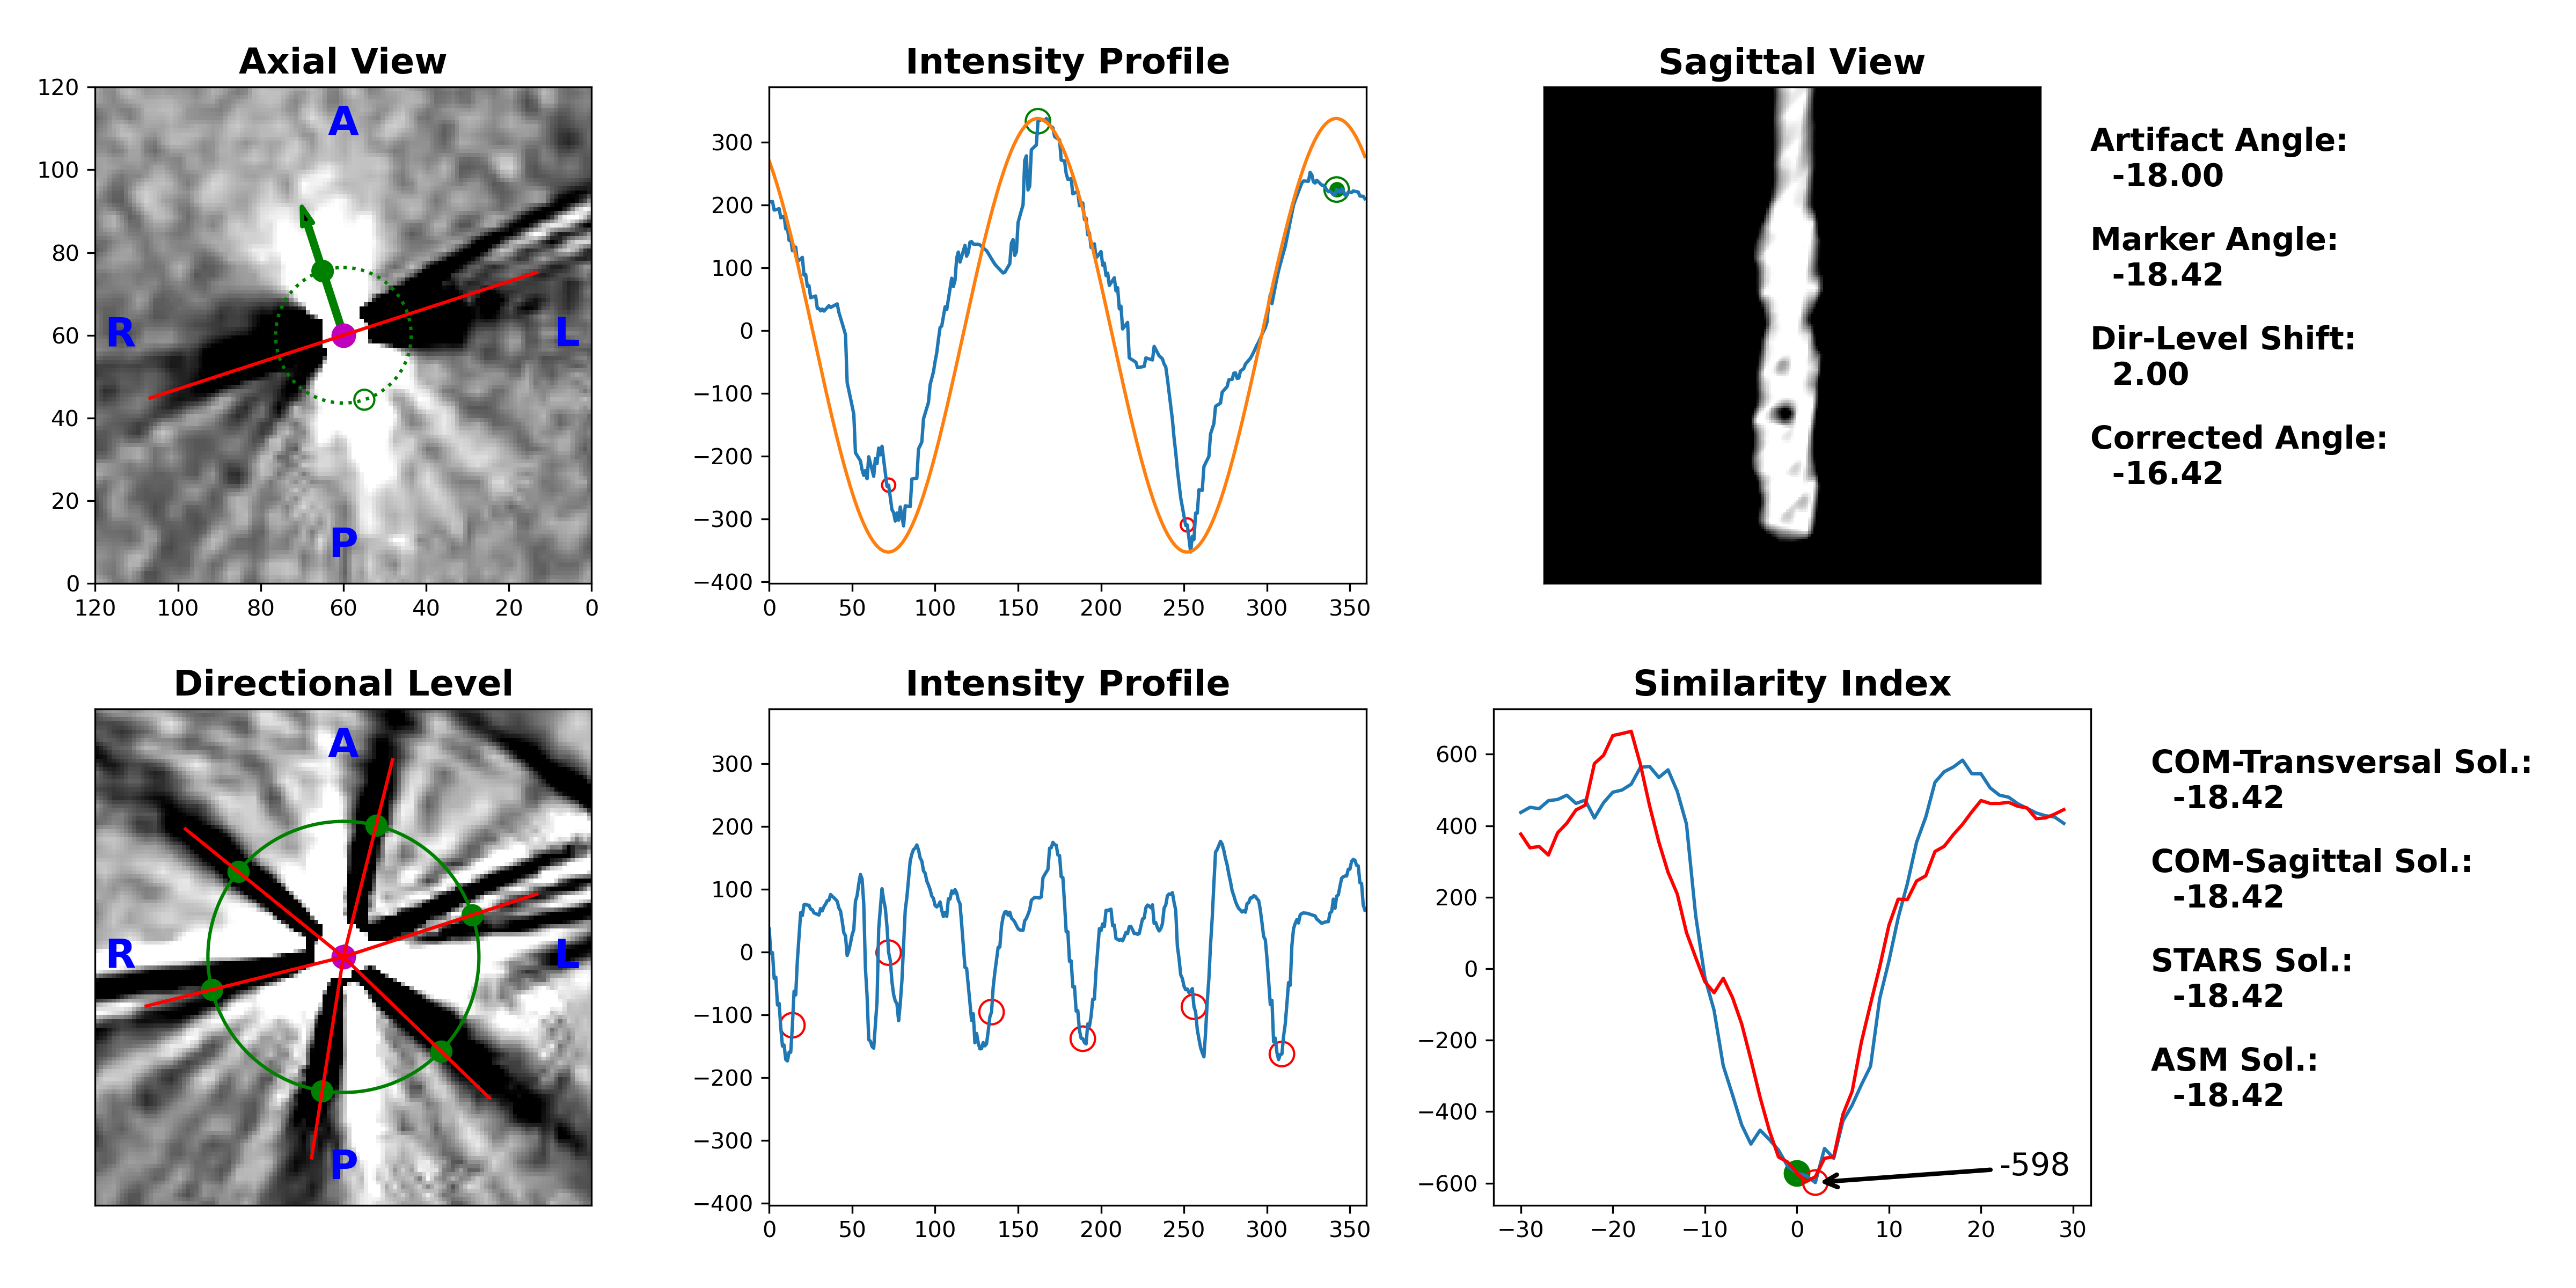 Axial View
120
100
80
60
40
20
0
120 100 80 60 40 20 0
A
R
L
P
Intensity Profile
300
200
100
0
−100
−200
−300
−400
0 50 100 150 200 250 300 350
Sagittal View
Artifact Angle:
-18.00
Marker Angle:
-18.42
Dir-Level Shift:
2.00
Corrected Angle:
-16.42
Directional Level
A
R
L
P
Intensity Profile
300
200
100
0
−100
−200
−300
−400
0 50 100 150 200 250 300 350
Similarity Index
600
400
200
0
−200
−400
−600
-598
−30 −20 −10 0 10 20 30
COM-Transversal Sol.:
-18.42
COM-Sagittal Sol.:
-18.42
STARS Sol.:
-18.42
ASM Sol.:
-18.42